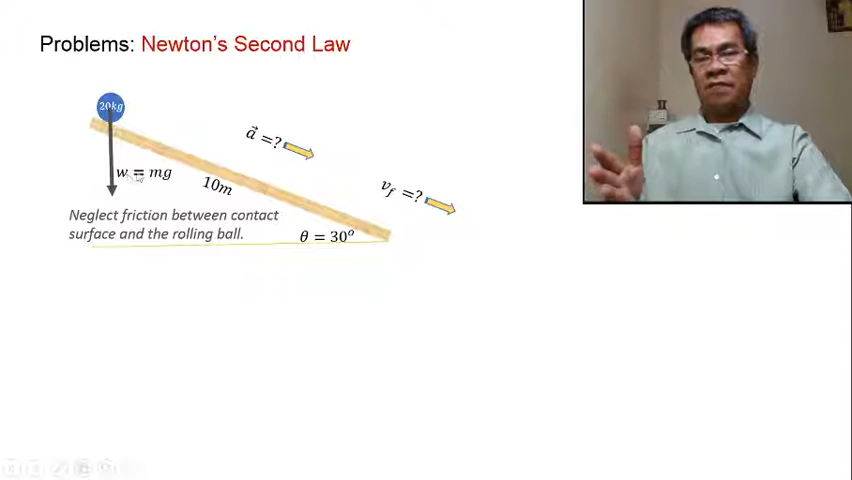 Problems: Newton's Second Law
20kg
a⃗ =?
w = mg
10m
v_f =?
Neglect friction between contact
surface and the rolling ball.
θ = 30°